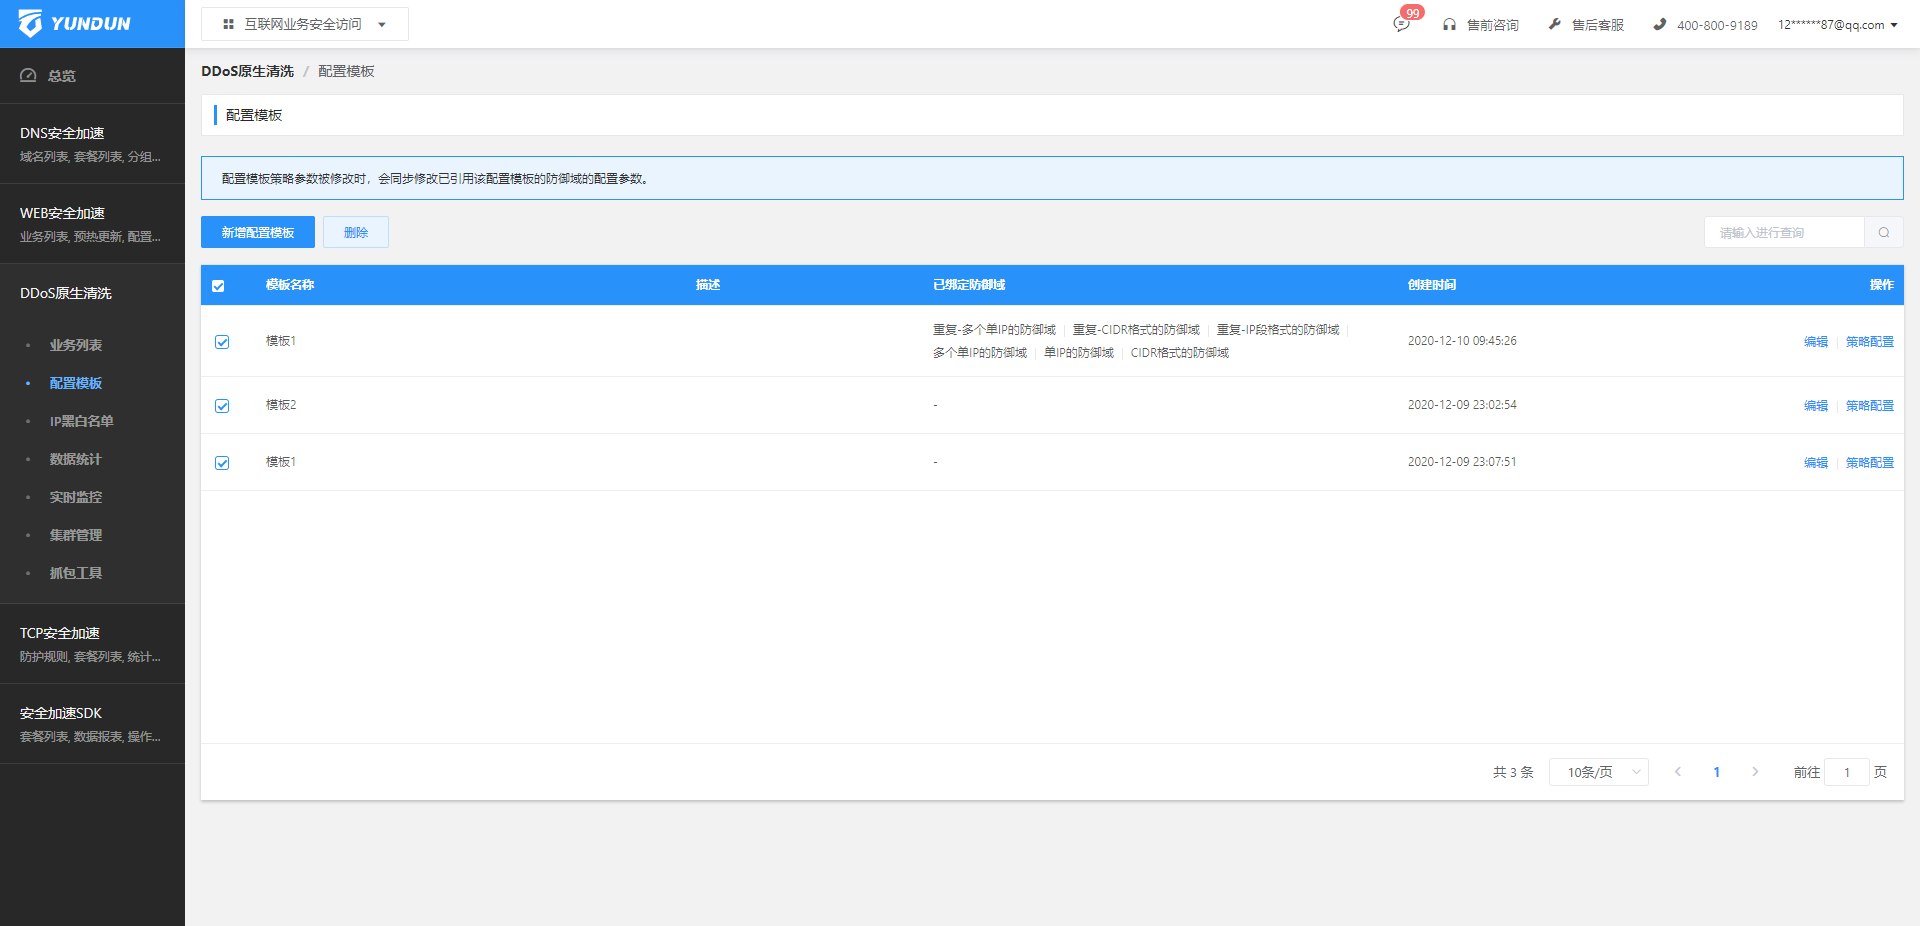 YUNDUN
互联网业务安全访问
99
售前咨询
售后客服
400-800-9189
12******87@qq.com
总览
DNS安全加速
域名列表, 套餐列表, 分组...
WEB安全加速
业务列表, 预热更新, 配置...
DDoS原生清洗
业务列表
配置模板
IP黑白名单
数据统计
实时监控
集群管理
抓包工具
TCP安全加速
防护规则, 套餐列表, 统计...
安全加速SDK
套餐列表, 数据报表, 操作...
DDoS原生清洗 / 配置模板
配置模板
配置模板策略参数被修改时，会同步修改已引用该配置模板的防御域的配置参数。
新增配置模板 删除 请输入进行查询
模板名称 描述 已绑定防御域 创建时间 操作
模板1 重复-多个单IP的防御域 重复-CIDR格式的防御域 重复-IP段格式的防御域 2020-12-10 09:45:26 编辑 策略配置
多个单IP的防御域 单IP的防御域 CIDR格式的防御域
模板2 - 2020-12-09 23:02:54 编辑 策略配置
模板1 - 2020-12-09 23:07:51 编辑 策略配置
共 3 条 10条/页 1 前往 1 页